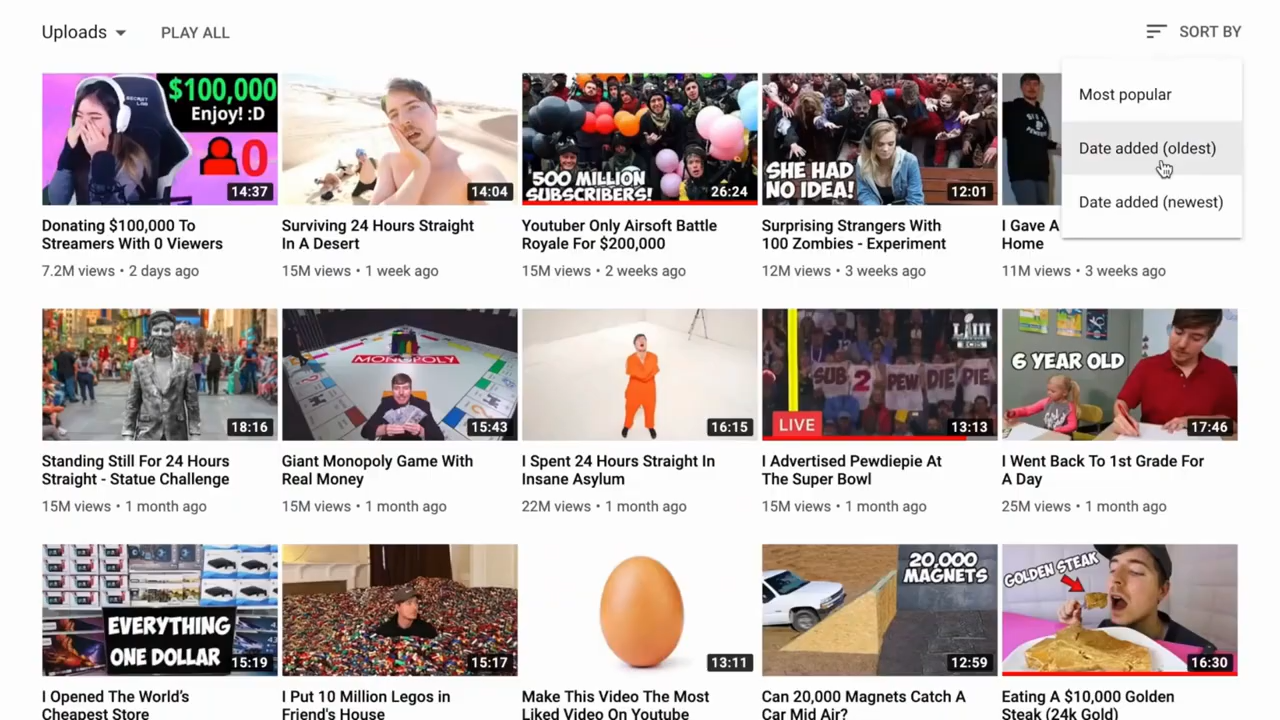 Uploads
PLAY ALL
SORT BY
Most popular
Date added (oldest)
Date added (newest)
$100,000
Enjoy! :D
0
14:37
14:04
500 MILLION
SUBSCRIBERS!
26:24
SHE HAD
NO IDEA!
12:01
Donating $100,000 To
Streamers With 0 Viewers
7.2M views • 2 days ago
Surviving 24 Hours Straight
In A Desert
15M views • 1 week ago
Youtuber Only Airsoft Battle
Royale For $200,000
15M views • 2 weeks ago
Surprising Strangers With
100 Zombies - Experiment
12M views • 3 weeks ago
I Gave A
Home
11M views • 3 weeks ago
18:16
MONOPOLY
15:43
16:15
LIII
SUB 2 PEW DIE PIE
LIVE
13:13
6 YEAR OLD
17:46
Standing Still For 24 Hours
Straight - Statue Challenge
15M views • 1 month ago
Giant Monopoly Game With
Real Money
15M views • 1 month ago
I Spent 24 Hours Straight In
Insane Asylum
22M views • 1 month ago
I Advertised Pewdiepie At
The Super Bowl
15M views • 1 month ago
I Went Back To 1st Grade For
A Day
25M views • 1 month ago
EVERYTHING
ONE DOLLAR
15:19
15:17
13:11
20,000
MAGNETS
12:59
GOLDEN STEAK
16:30
I Opened The World's
Cheapest Store
I Put 10 Million Legos in
Friend's House
Make This Video The Most
Liked Video On Youtube
Can 20,000 Magnets Catch A
Car Mid Air?
Eating A $10,000 Golden
Steak (24k Gold)